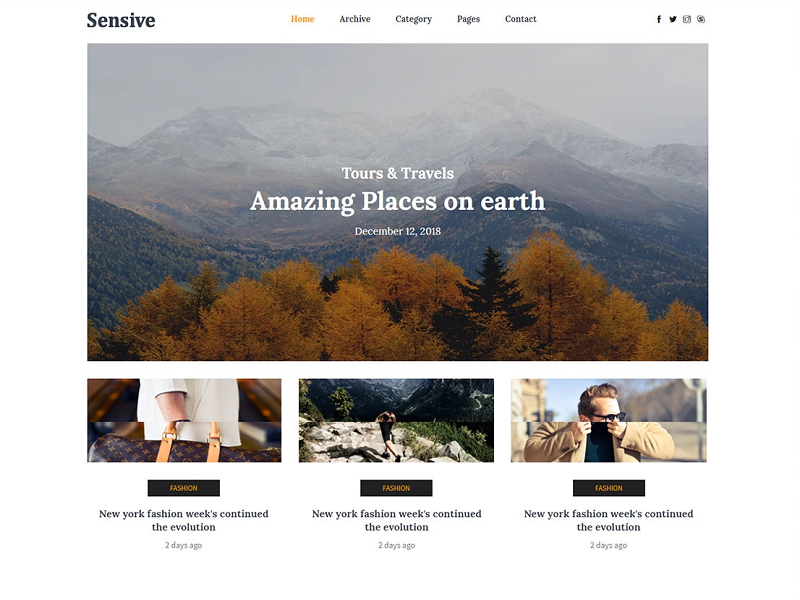 Sensive
Home Archive Category Pages Contact
Tours & Travels
Amazing Places on earth
December 12, 2018
FASHION
New york fashion week's continued
the evolution
2 days ago
FASHION
New york fashion week's continued
the evolution
2 days ago
FASHION
New york fashion week's continued
the evolution
2 days ago